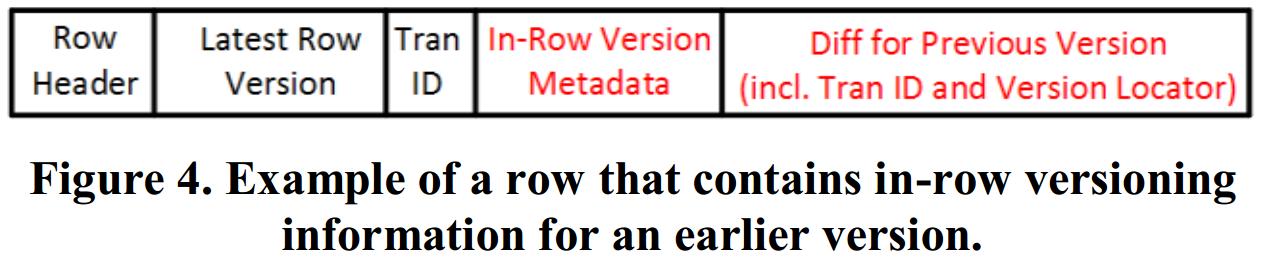 Row Header
Latest Row Version
Tran ID
In-Row Version Metadata
Diff for Previous Version
(incl. Tran ID and Version Locator)
Figure 4. Example of a row that contains in-row versioning
information for an earlier version.